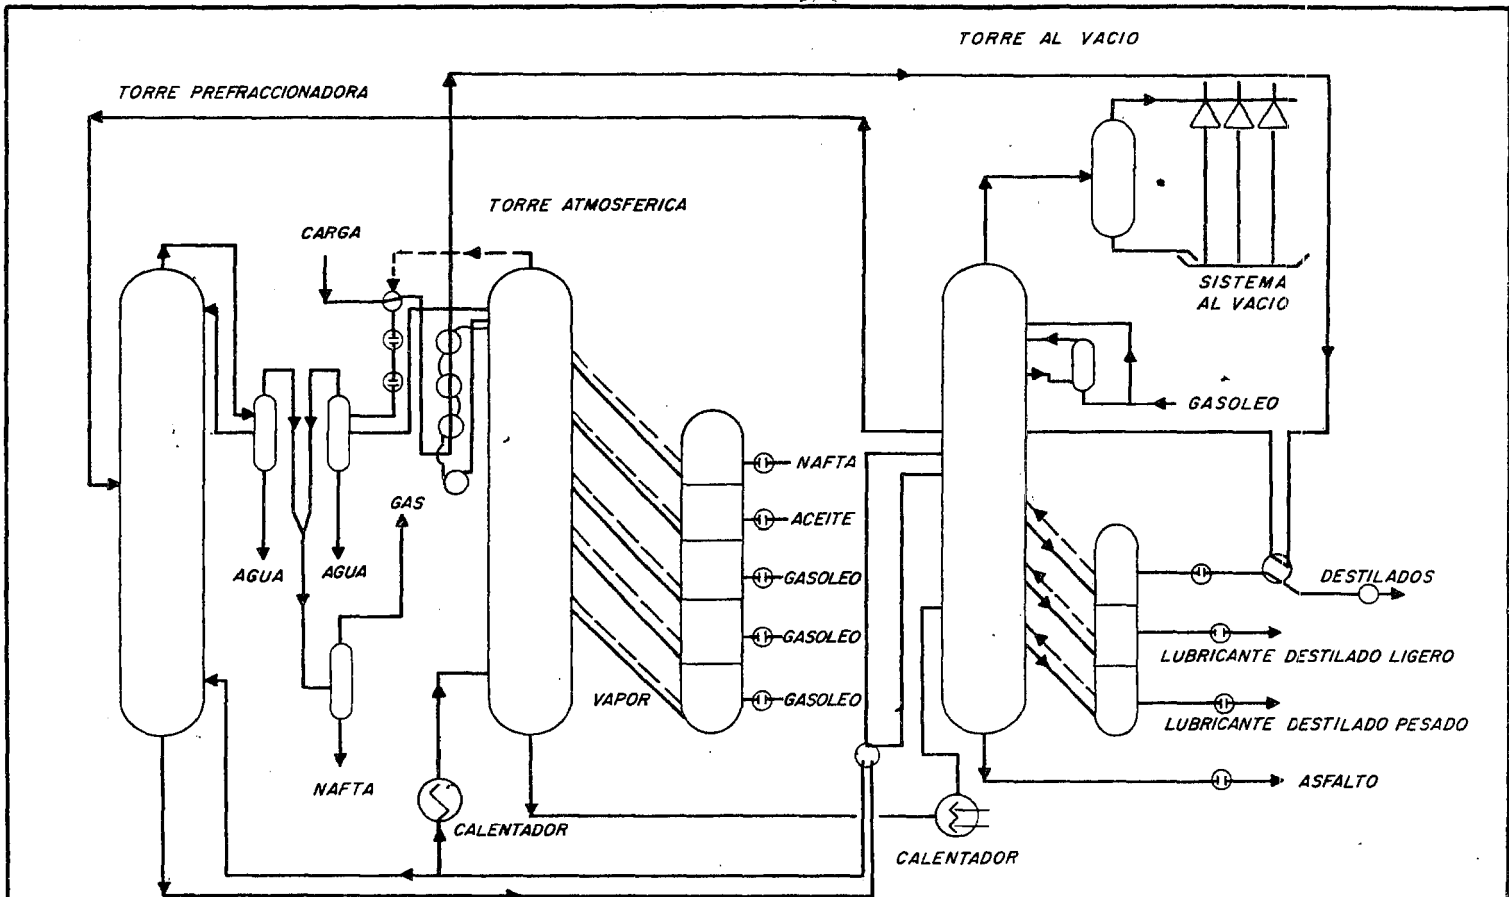 TORRE AL VACIO
TORRE PREFRACCIONADORA
TORRE ATMOSFERICA
CARGA
SISTEMA
AL VACIO
GASOLEO
NAFTA
GAS
ACEITE
AGUA
AGUA
GASOLEO
DESTILADOS
GASOLEO
LUBRICANTE DESTILADO LIGERO
VAPOR
GASOLEO
LUBRICANTE DESTILADO PESADO
NAFTA
ASFALTO
CALENTADOR
CALENTADOR